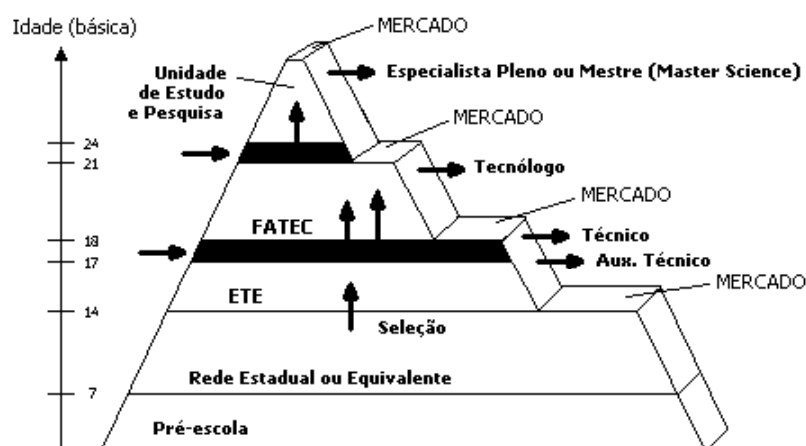 Idade (básica)
MERCADO
Unidade
de Estudo
e Pesquisa
Especialista Pleno ou Mestre (Master Science)
MERCADO
24
21
Tecnólogo
MERCADO
FATEC
18
Técnico
17
Aux. Técnico
MERCADO
ETE
14
Seleção
Rede Estadual ou Equivalente
7
Pré-escola